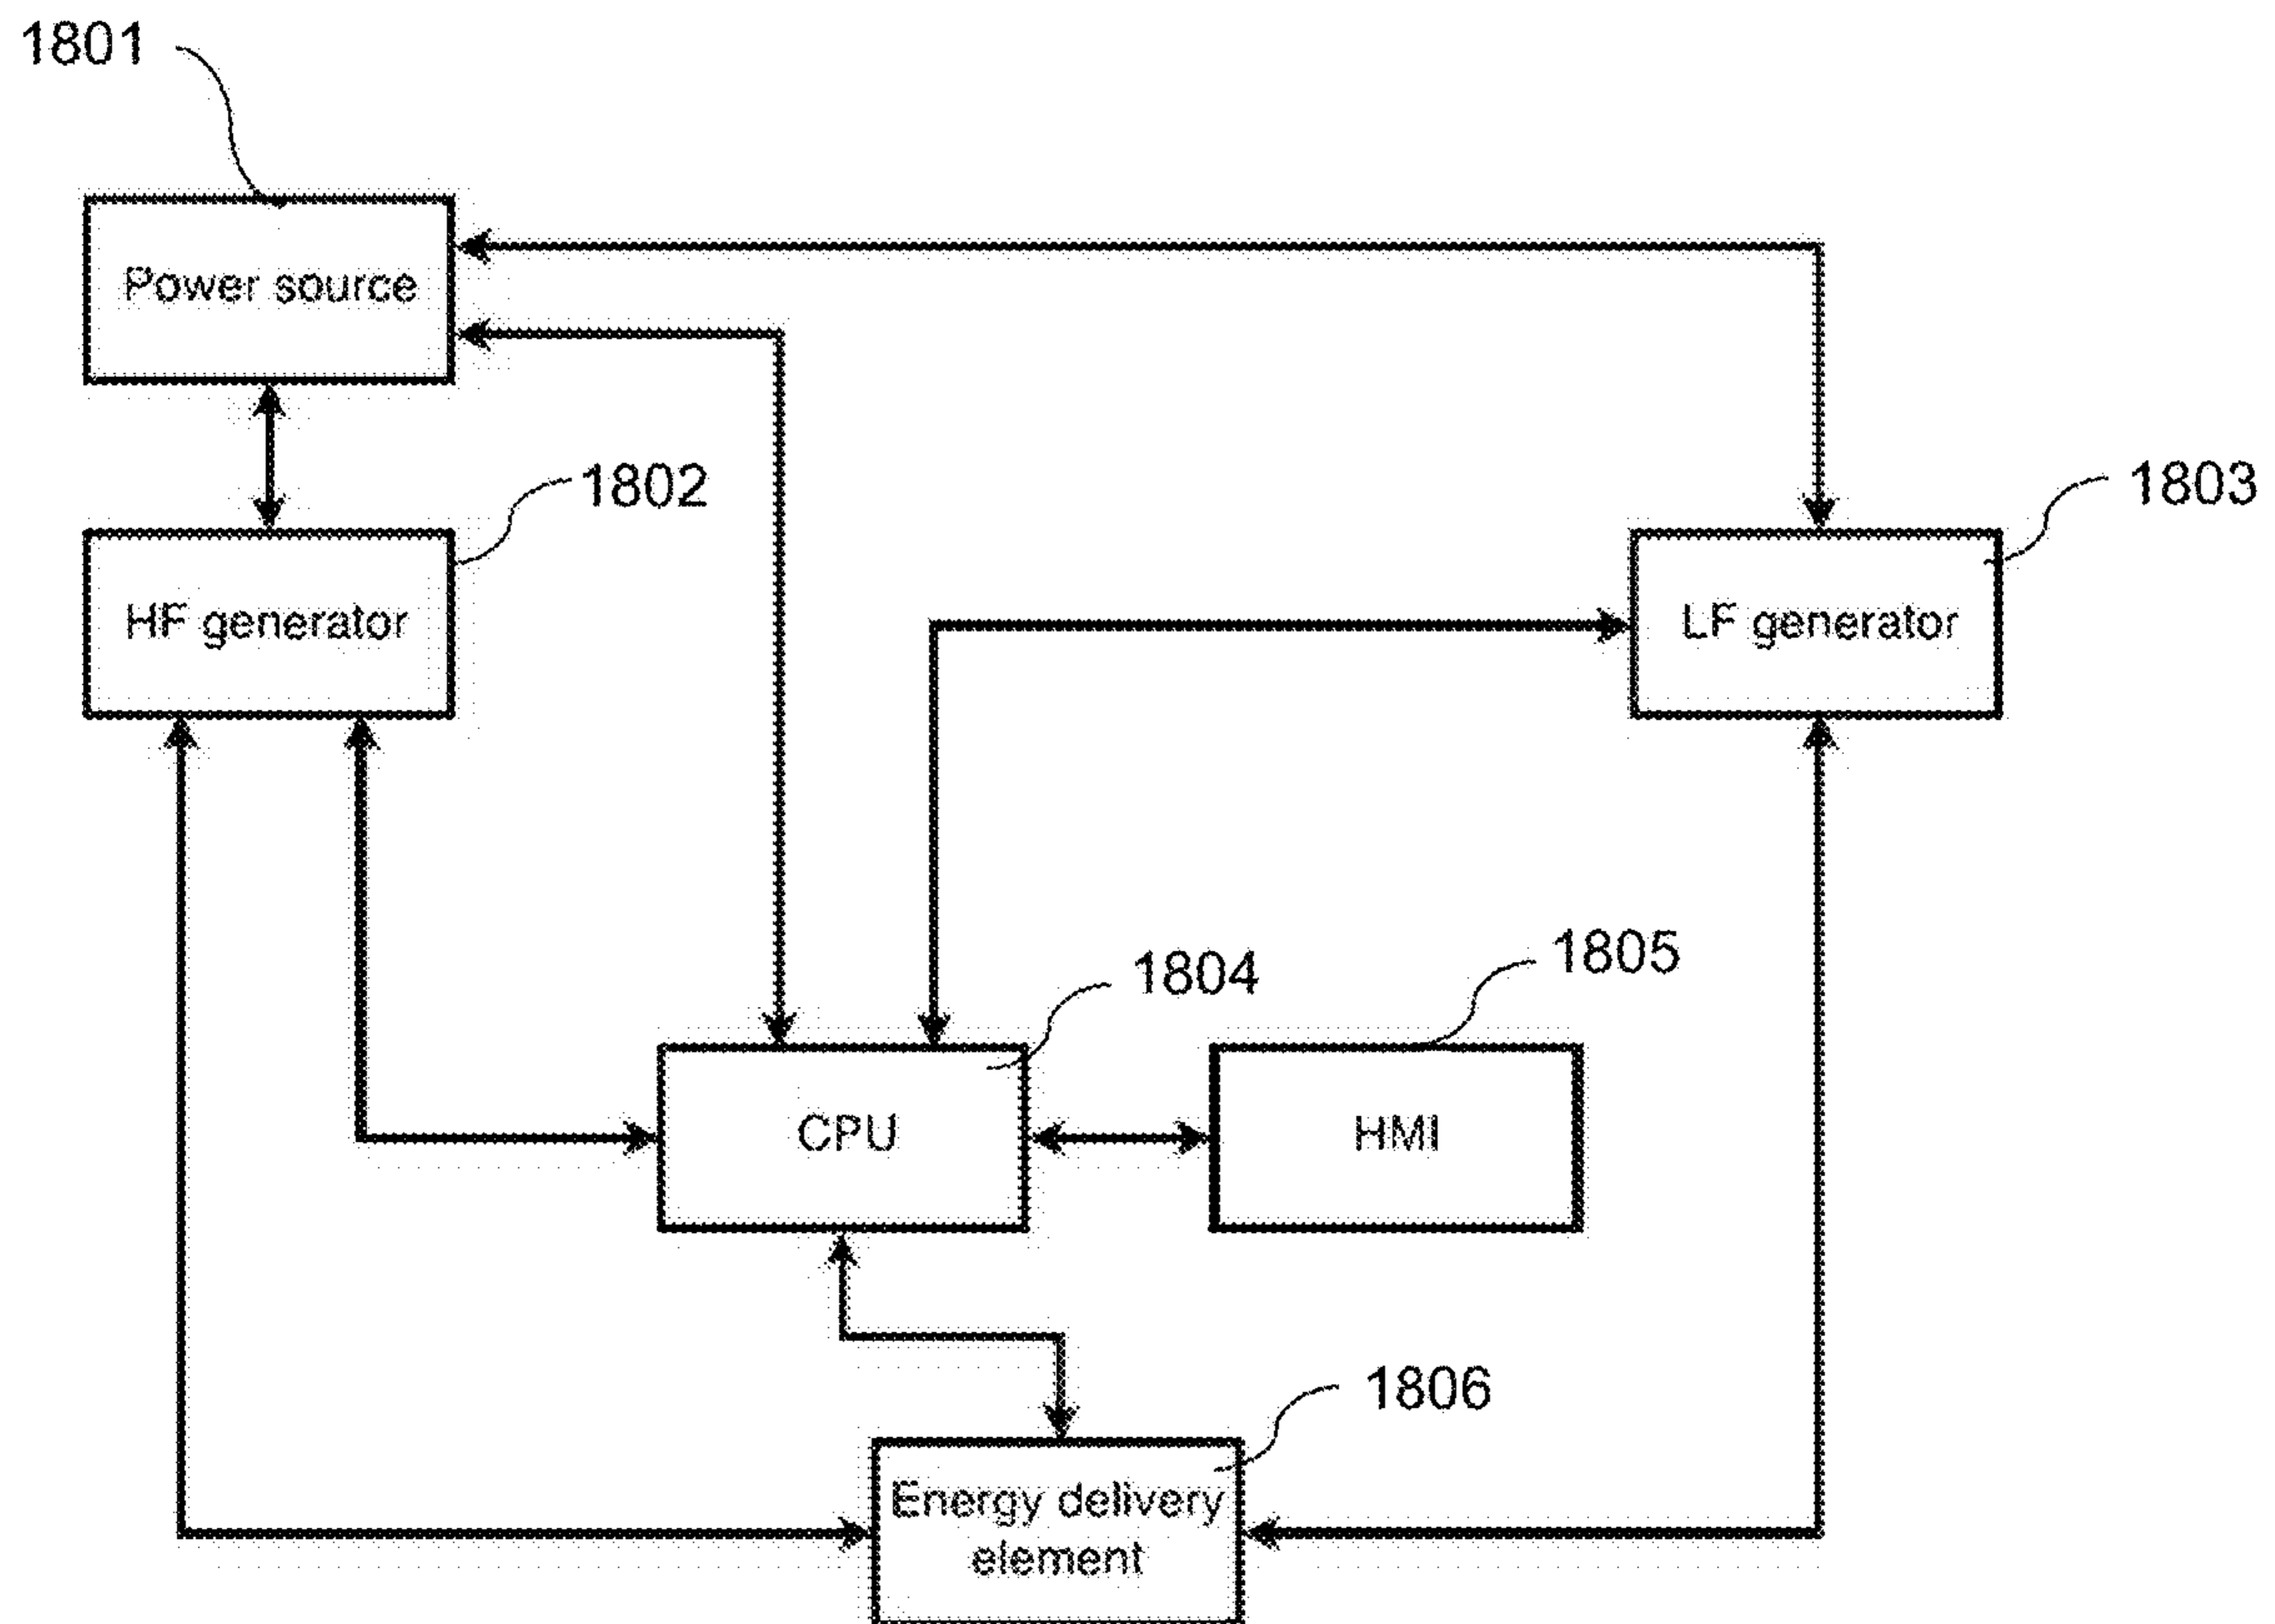 1801
Power source
1802
1803
HF generator
LF generator
1804
1805
CPU
HMI
1806
Energy delivery
element